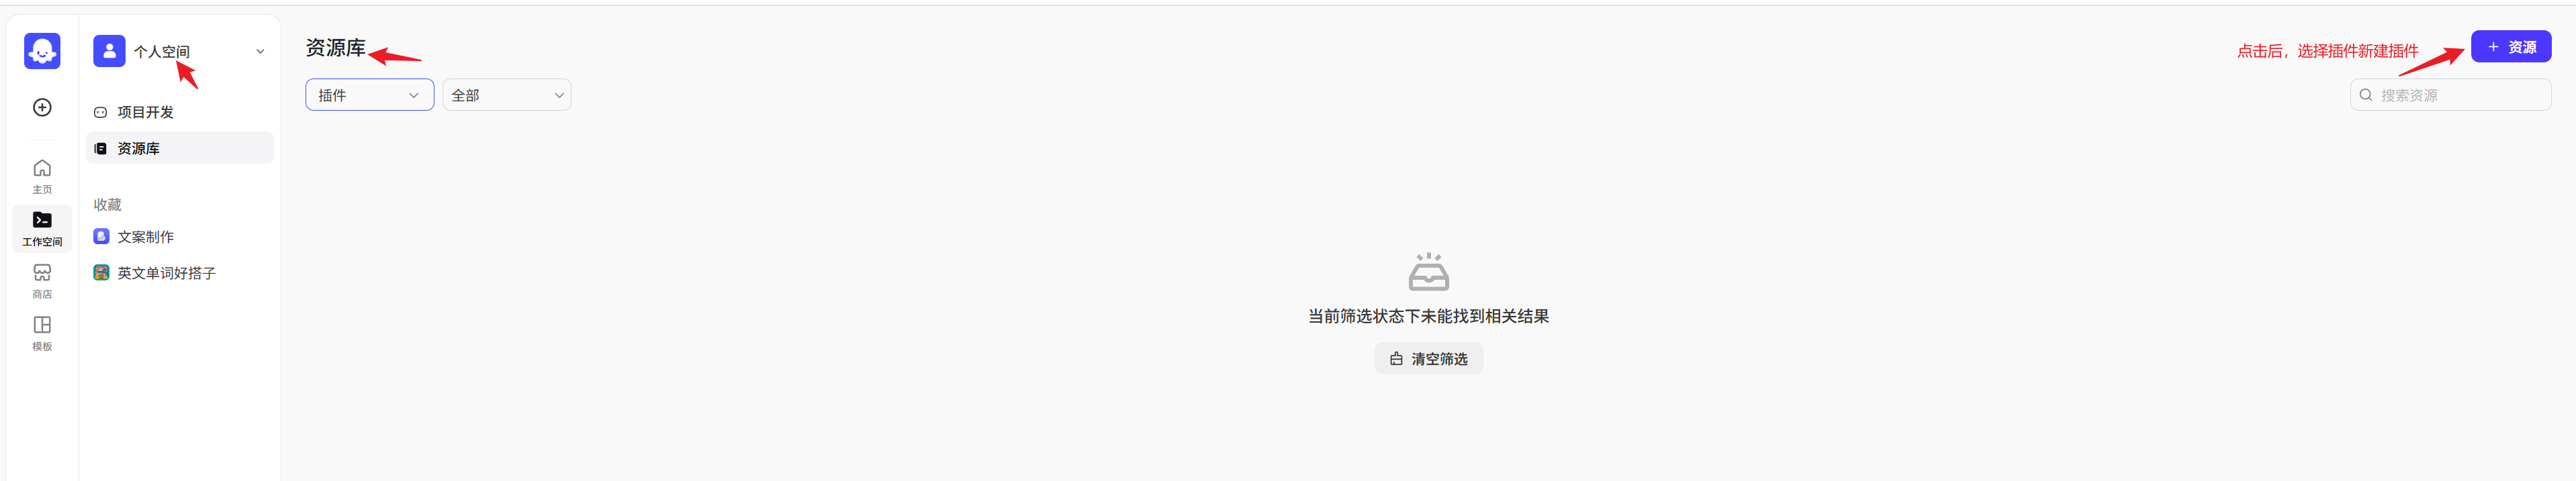 个人空间
项目开发
资源库
收藏
文案制作
英文单词好搭子
主页
工作空间
商店
模板
资源库
插件
全部
点击后，选择插件新建插件
资源
搜索资源
当前筛选状态下未能找到相关结果
清空筛选